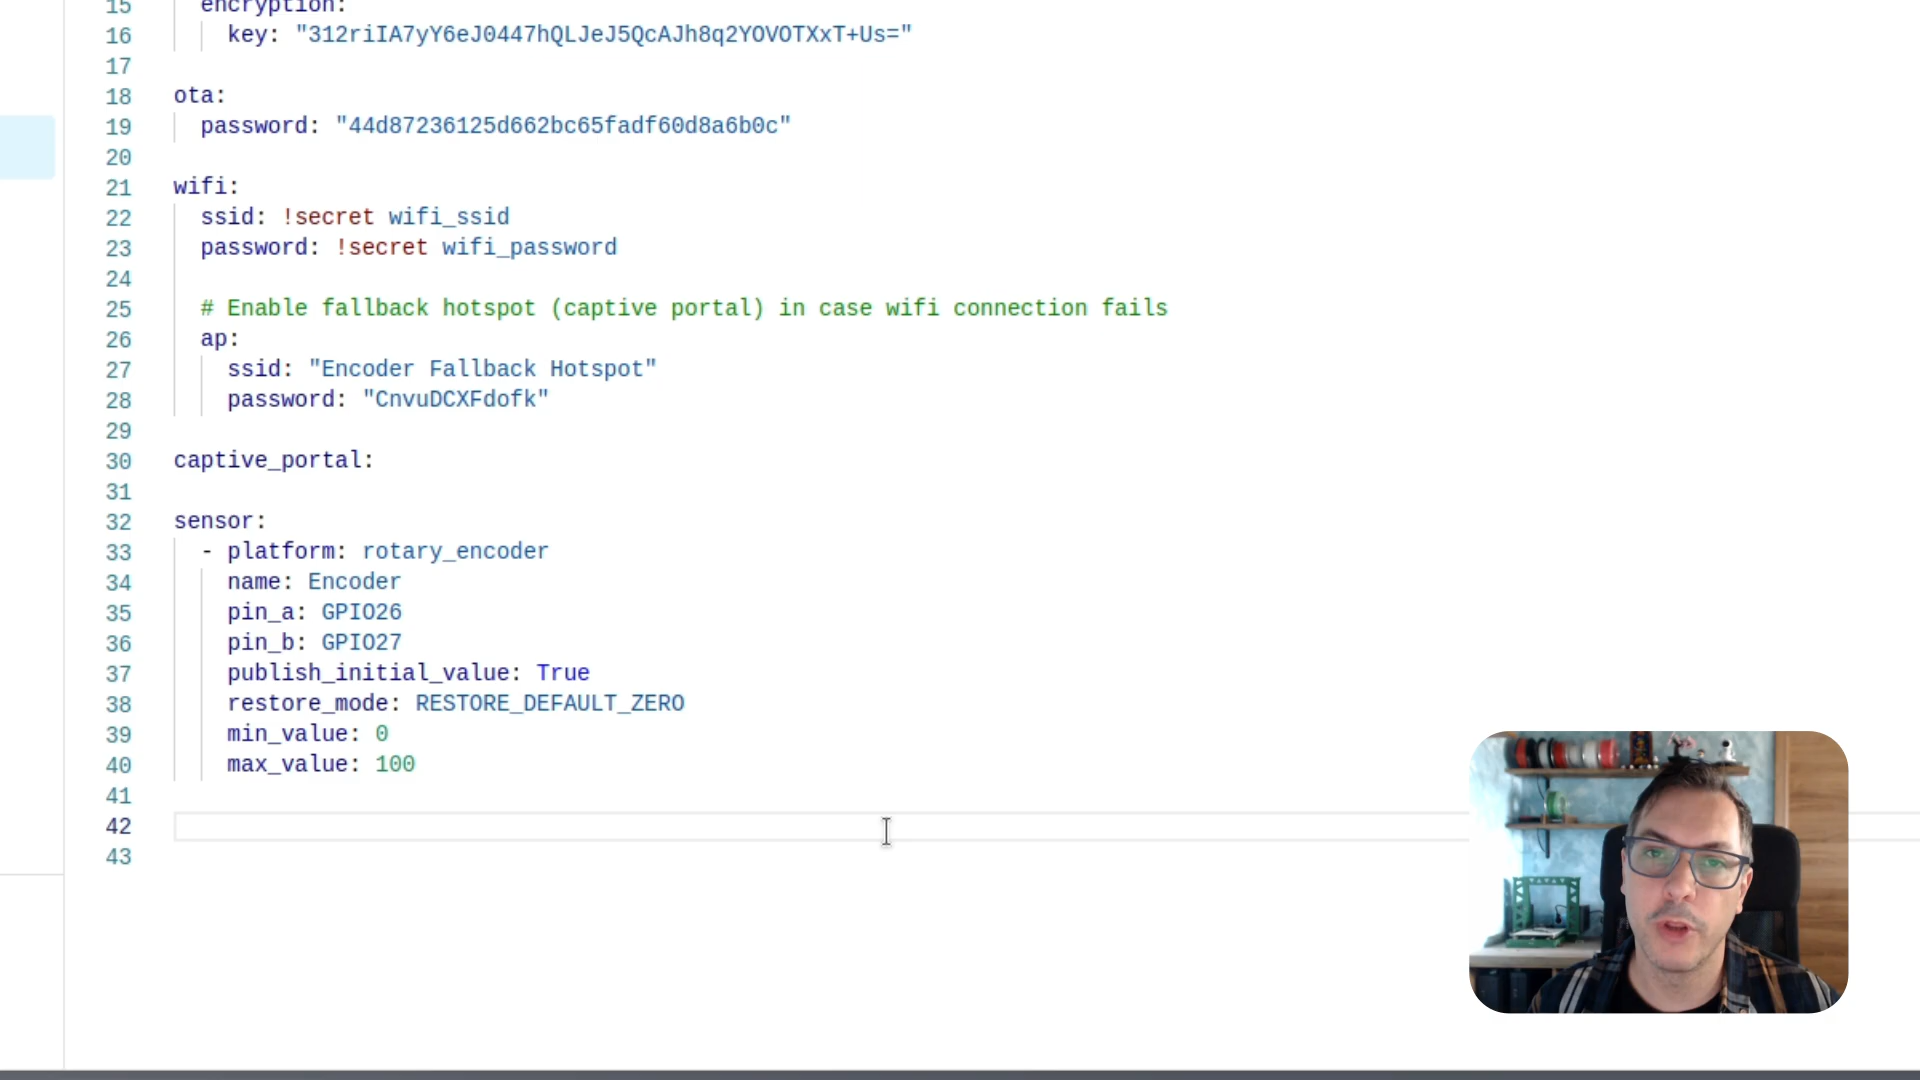 15 encryption:
16 key: "312riIA7yY6eJ0447hQLJeJ5QcAJh8q2YOVOTXxT+Us="
17
18 ota:
19 password: "44d87236125d662bc65fadf60d8a6b0c"
20
21 wifi:
22 ssid: !secret wifi_ssid
23 password: !secret wifi_password
24
25 # Enable fallback hotspot (captive portal) in case wifi connection fails
26 ap:
27 ssid: "Encoder Fallback Hotspot"
28 password: "CnvuDCXFdofk"
29
30 captive_portal:
31
32 sensor:
33 - platform: rotary_encoder
34 name: Encoder
35 pin_a: GPIO26
36 pin_b: GPIO27
37 publish_initial_value: True
38 restore_mode: RESTORE_DEFAULT_ZERO
39 min_value: 0
40 max_value: 100
41
42
43